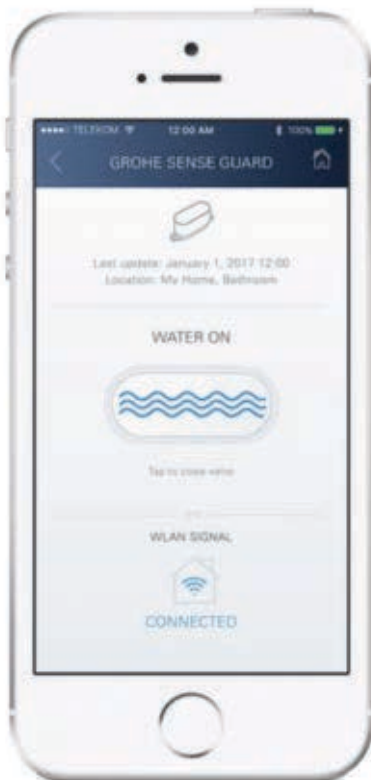 TELEKOM 12:00 AM 100%
GROHE SENSE GUARD
Last update: January 1, 2017 12:00
Location: My Home, Bathroom
WATER ON
Tap to close valve
WLAN SIGNAL
CONNECTED